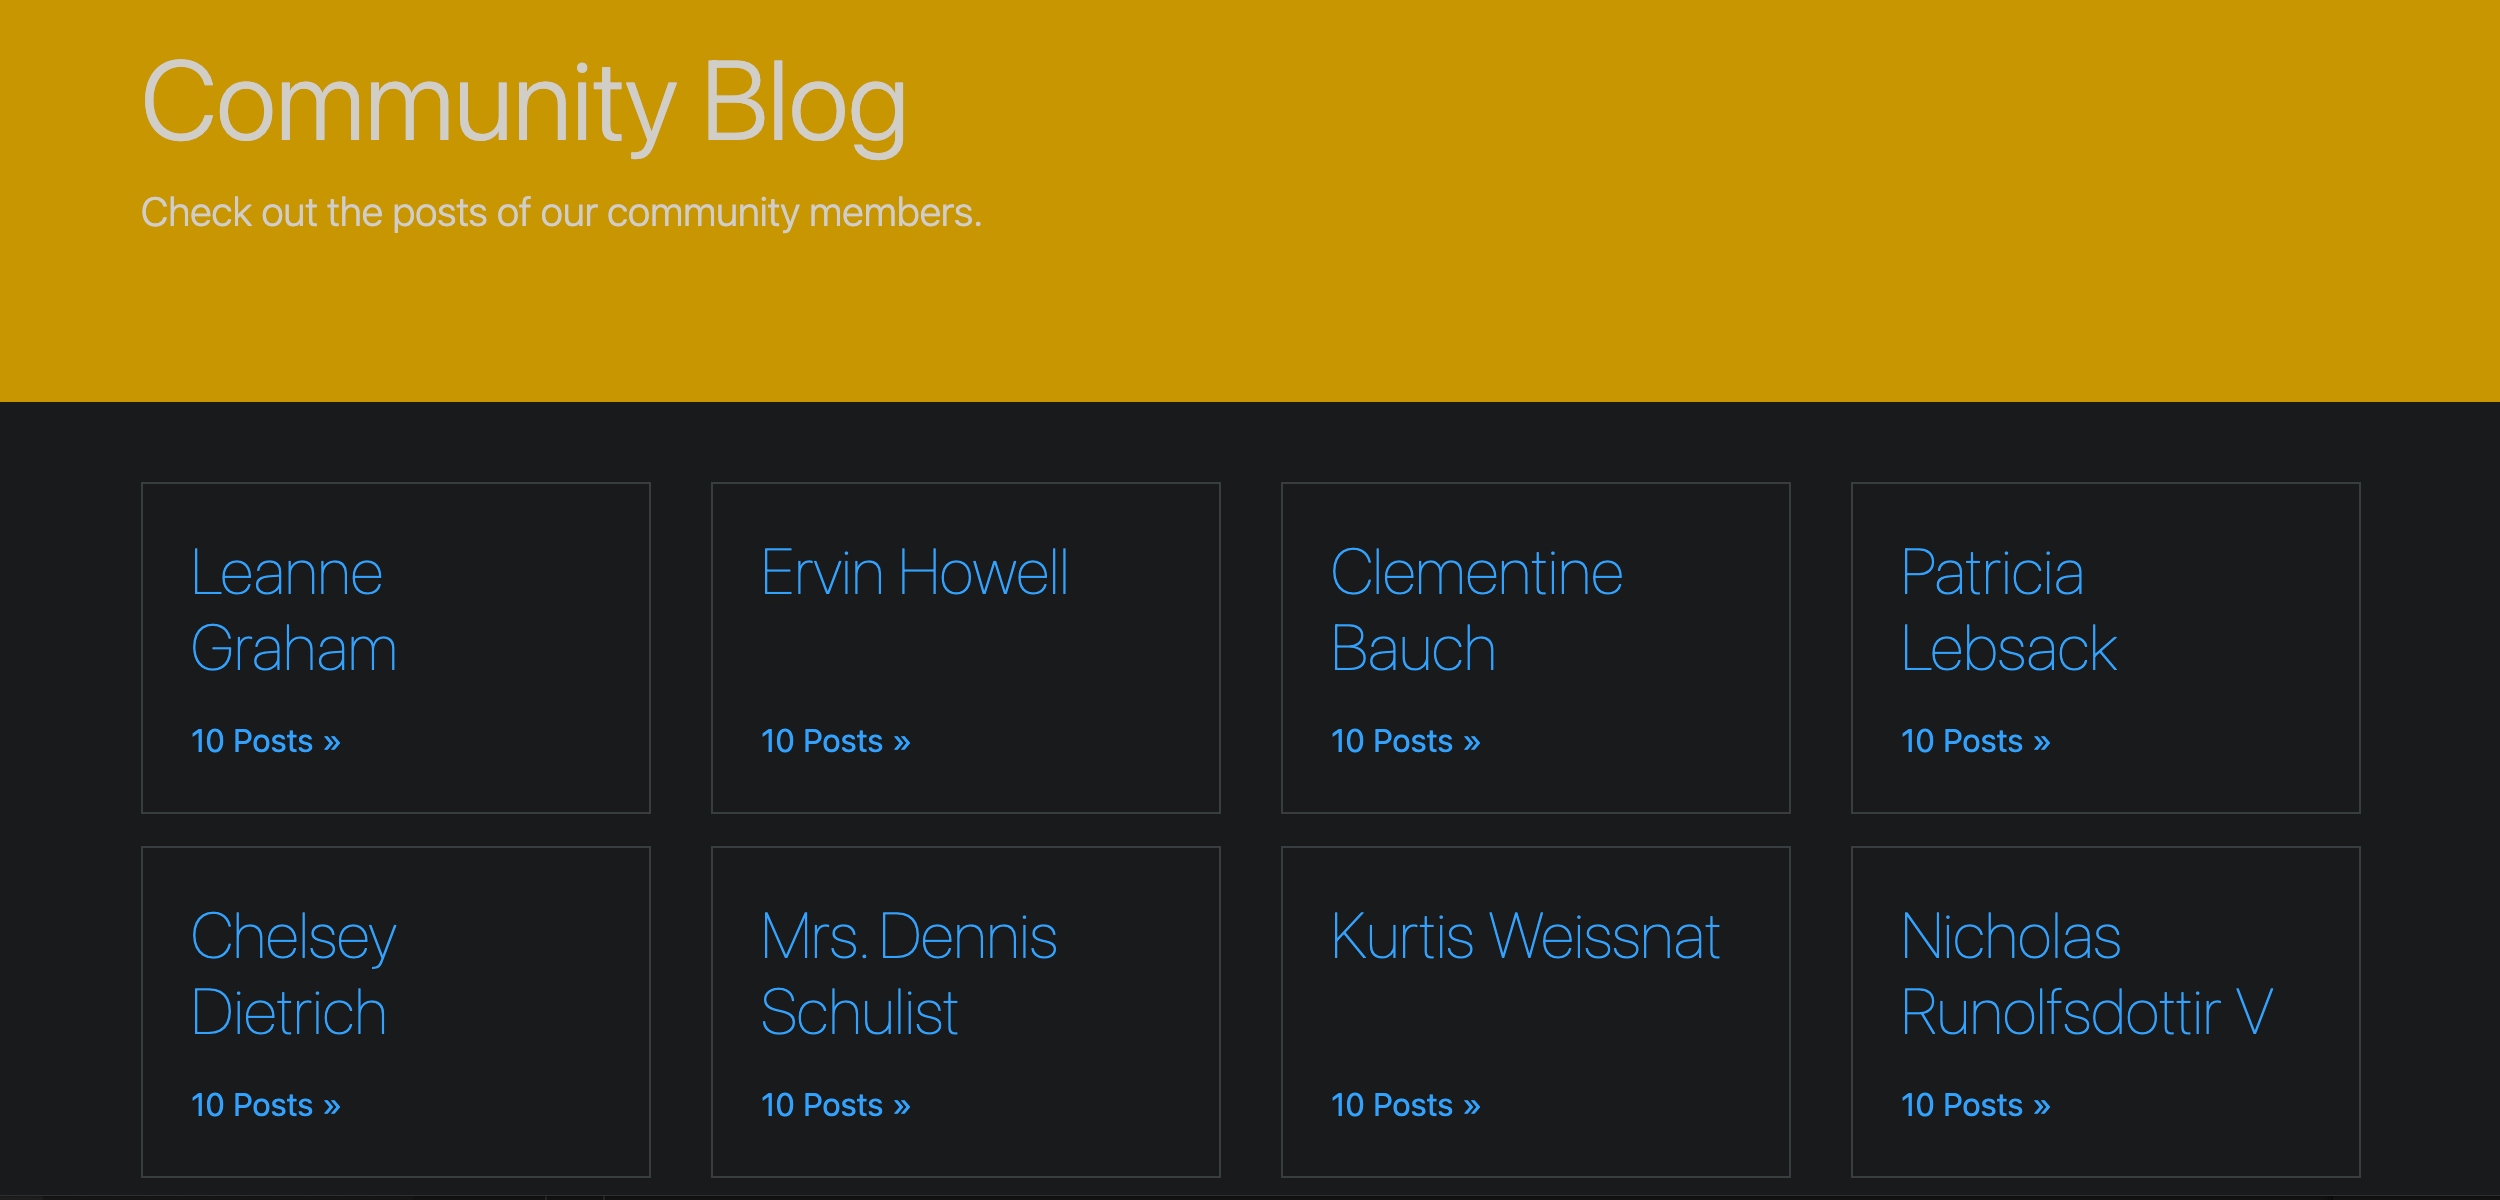 Community Blog
Check out the posts of our community members.
Leanne
Graham
10 Posts »
Ervin Howell
10 Posts »
Clementine
Bauch
10 Posts »
Patricia
Lebsack
10 Posts »
Chelsey
Dietrich
10 Posts »
Mrs. Dennis
Schulist
10 Posts »
Kurtis Weissnat
10 Posts »
Nicholas
Runolfsdottir V
10 Posts »